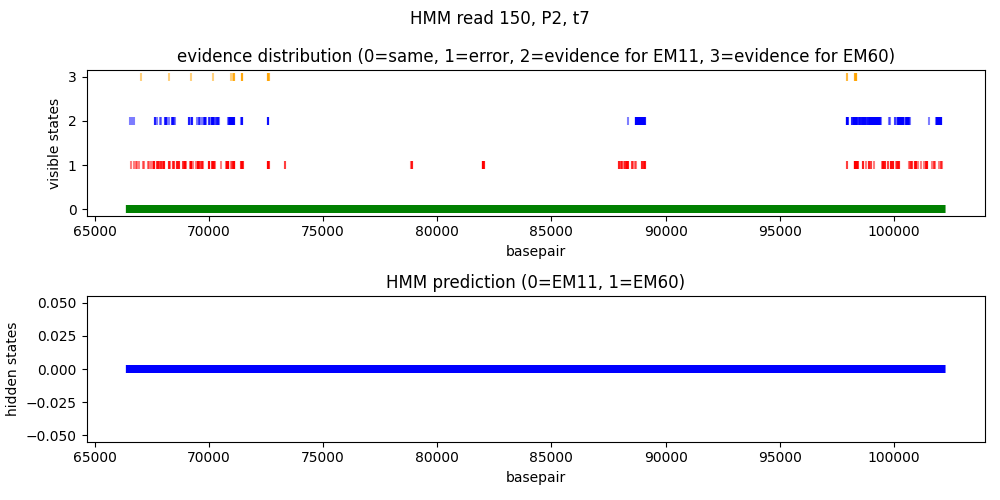 HMM read 150, P2, t7
evidence distribution (0=same, 1=error, 2=evidence for EM11, 3=evidence for EM60)
visible states
3
2
1
0
65000 70000 75000 80000 85000 90000 95000 100000
basepair
HMM prediction (0=EM11, 1=EM60)
hidden states
0.050
0.025
0.000
−0.025
−0.050
65000 70000 75000 80000 85000 90000 95000 100000
basepair